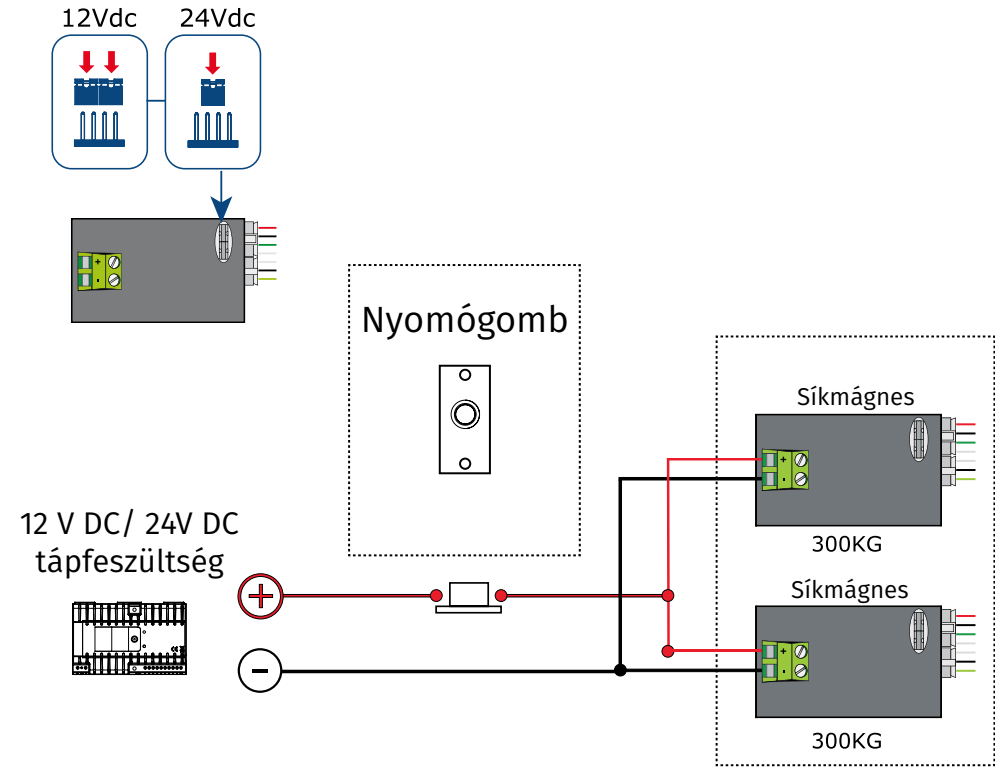 12Vdc
24Vdc
Nyomógomb
Síkmágnes
300KG
12 V DC/ 24V DC
tápfeszültség
Síkmágnes
300KG